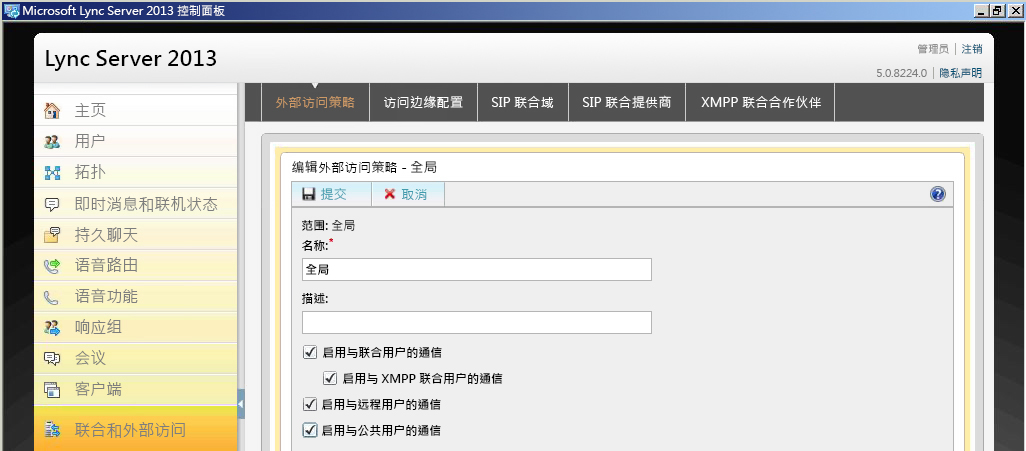 Microsoft Lync Server 2013 控制面板
Lync Server 2013
管理员 | 注销
5.0.8224.0 | 隐私声明
主页
用户
拓扑
即时消息和联机状态
持久聊天
语音路由
语音功能
响应组
会议
客户端
联合和外部访问
外部访问策略 访问边缘配置 SIP 联合域 SIP 联合提供商 XMPP 联合合作伙伴
编辑外部访问策略 - 全局
提交 取消
范围: 全局
名称:*
全局
描述:
启用与联合用户的通信
启用与 XMPP 联合用户的通信
启用与远程用户的通信
启用与公共用户的通信